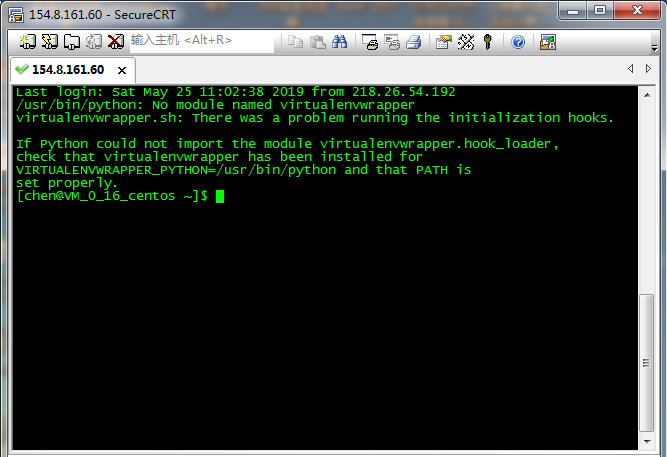 154.8.161.60 - SecureCRT
输入主机 <Alt+R>
154.8.161.60
Last login: Sat May 25 11:02:38 2019 from 218.26.54.192
/usr/bin/python: No module named virtualenvwrapper
virtualenvwrapper.sh: There was a problem running the initialization hooks.
If Python could not import the module virtualenvwrapper.hook_loader,
check that virtualenvwrapper has been installed for
VIRTUALENVWRAPPER_PYTHON=/usr/bin/python and that PATH is
set properly.
[chen@VM_0_16_centos ~]$